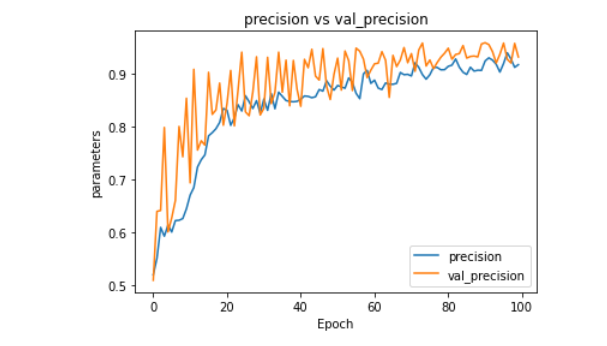 precision vs val_precision
parameters
0.9
0.8
0.7
0.6
0.5
0 20 40 60 80 100
Epoch
precision
val_precision